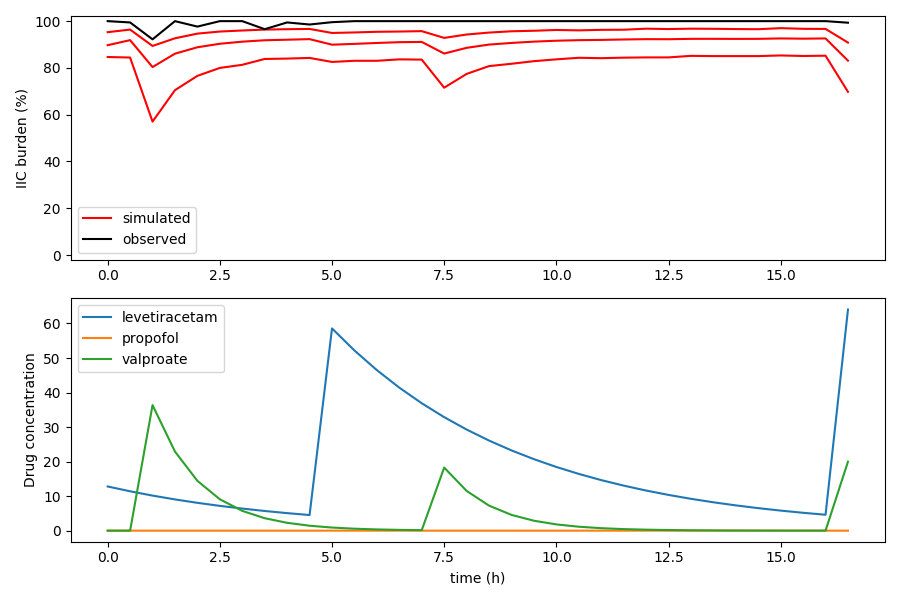 IIC burden (%)
100
80
60
40
20
0
simulated
observed
0.0 2.5 5.0 7.5 10.0 12.5 15.0
Drug concentration
60
50
40
30
20
10
0
levetiracetam
propofol
valproate
0.0 2.5 5.0 7.5 10.0 12.5 15.0
time (h)